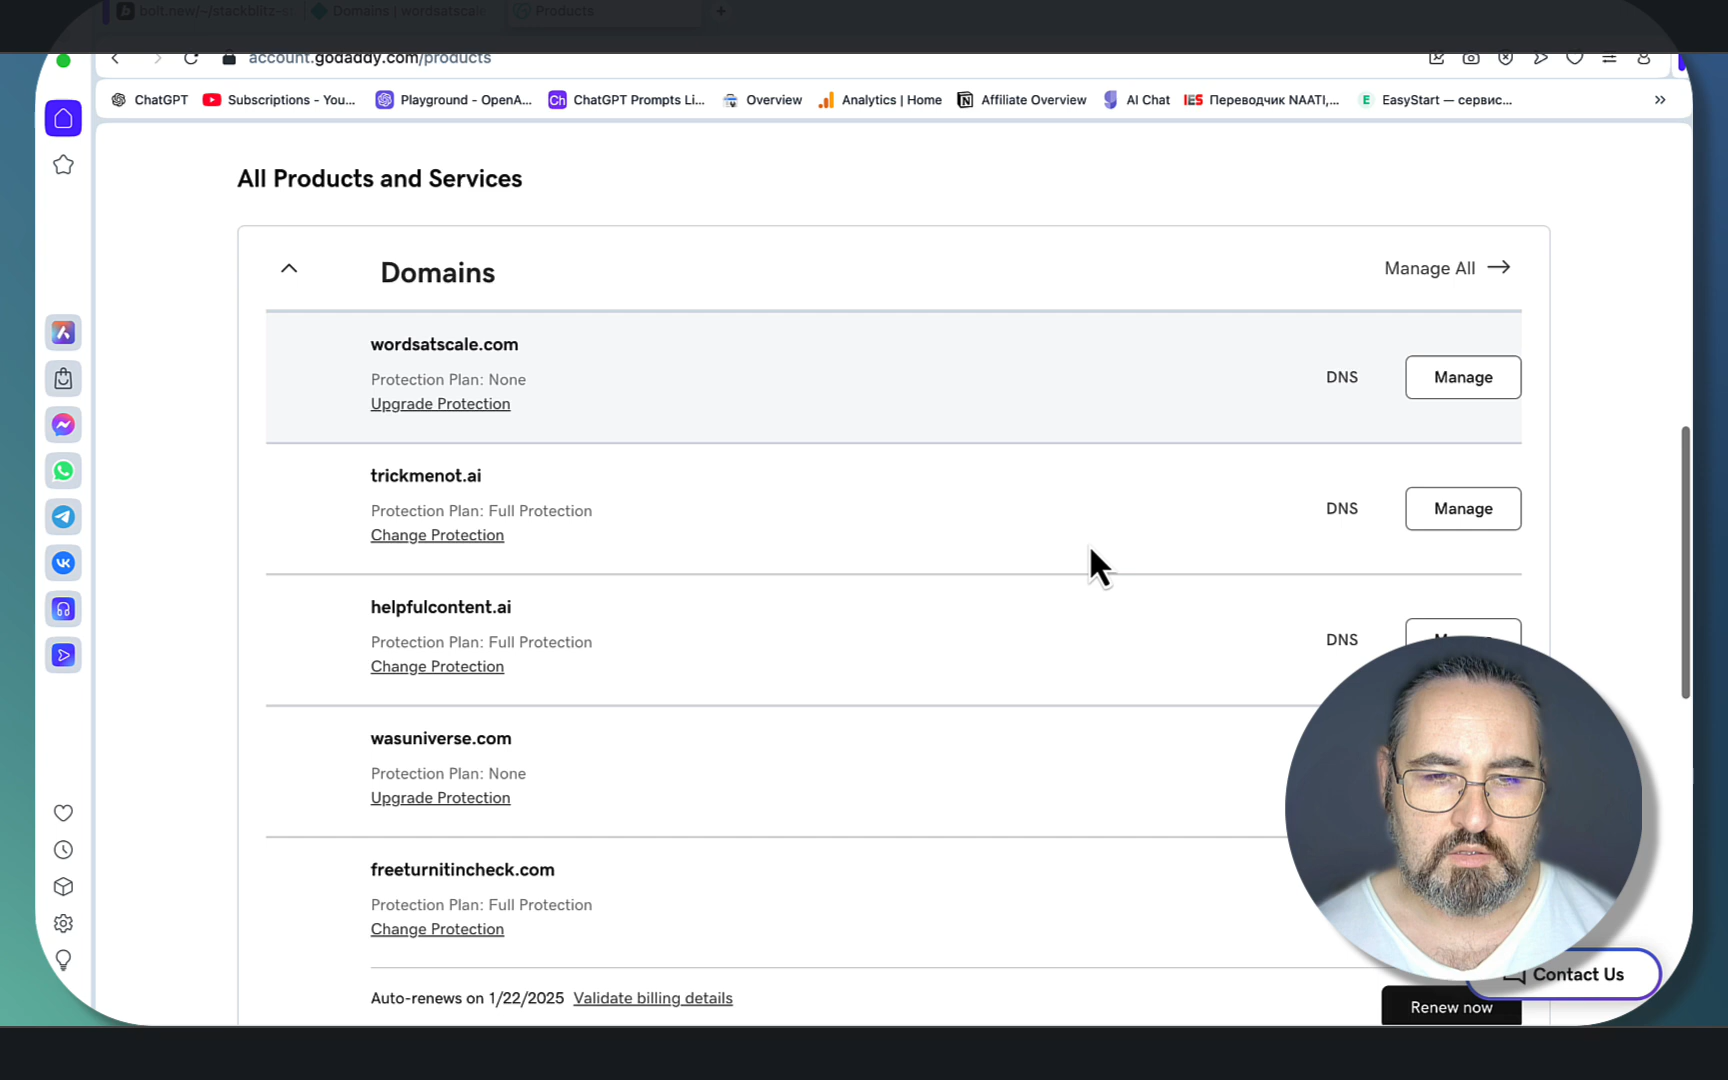 bolt.new/~/stackblitz-s
Domains | wordsatscale
Products
account.godaddy.com/products
ChatGPT
Subscriptions - You...
Playground - OpenA...
Ch
ChatGPT Prompts Li...
Overview
Analytics | Home
Affiliate Overview
AI Chat
IES
Переводчик NAATI,...
E
EasyStart — сервис...
All Products and Services
Domains
Manage All
wordsatscale.com
Protection Plan: None
Upgrade Protection
DNS
Manage
trickmenot.ai
Protection Plan: Full Protection
Change Protection
DNS
Manage
helpfulcontent.ai
Protection Plan: Full Protection
Change Protection
DNS
wasuniverse.com
Protection Plan: None
Upgrade Protection
freeturnitincheck.com
Protection Plan: Full Protection
Change Protection
Auto-renews on 1/22/2025 Validate billing details
Contact Us
Renew now